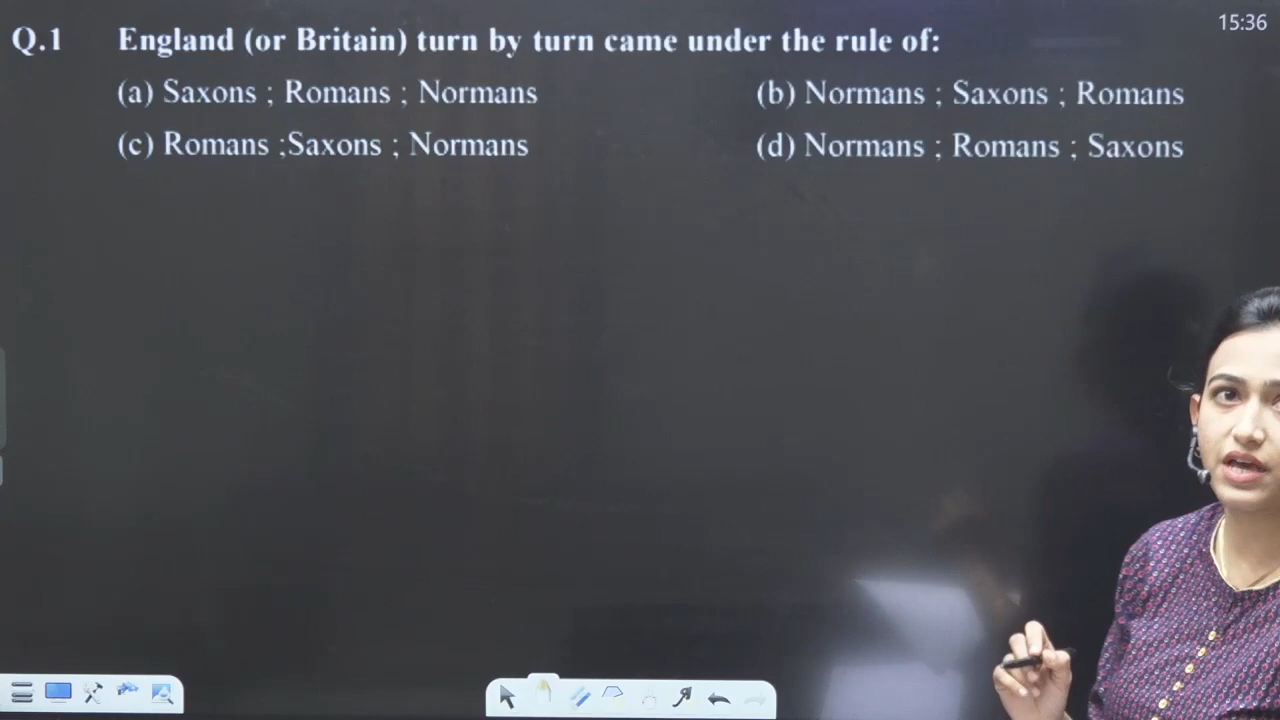 15:36
Q.1 England (or Britain) turn by turn came under the rule of:
(a) Saxons ; Romans ; Normans (b) Normans ; Saxons ; Romans
(c) Romans ;Saxons ; Normans (d) Normans ; Romans ; Saxons